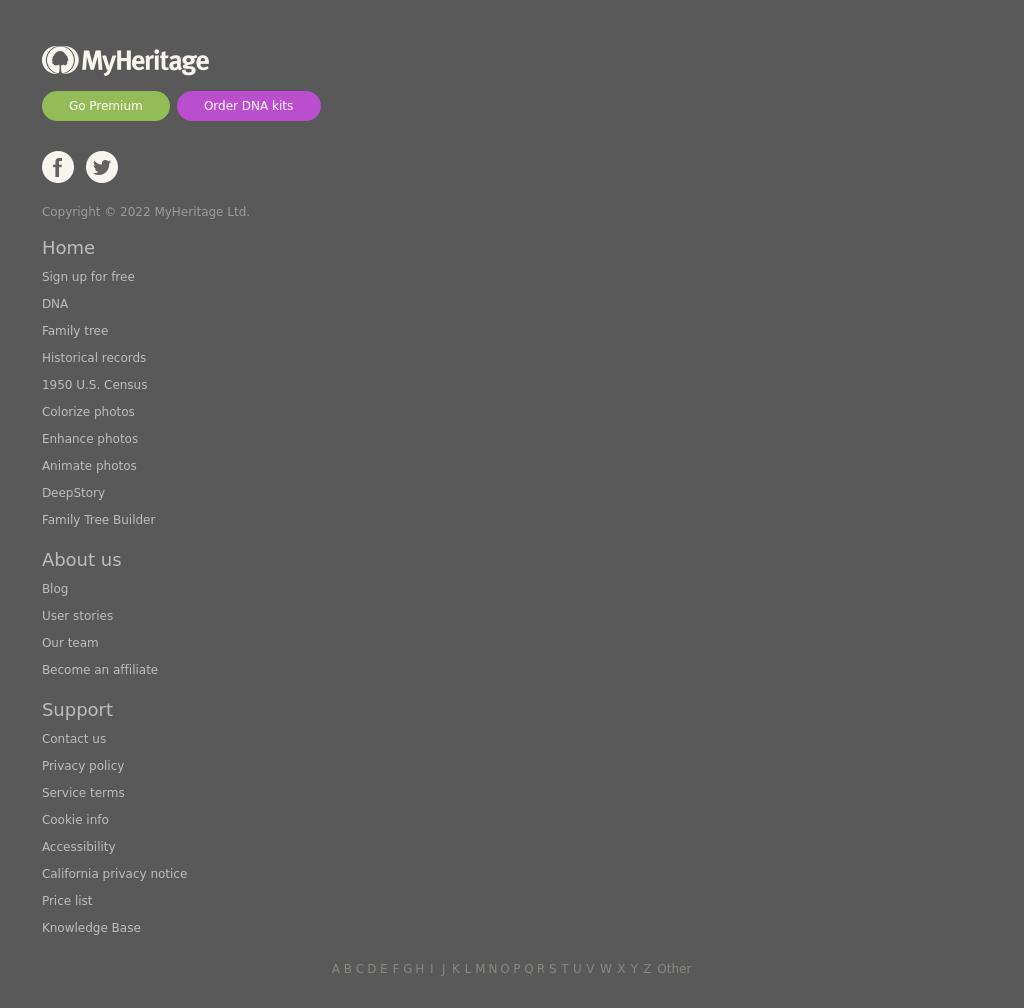 MyHeritage
Go Premium Order DNA kits
Copyright © 2022 MyHeritage Ltd.
Home
Sign up for free
DNA
Family tree
Historical records
1950 U.S. Census
Colorize photos
Enhance photos
Animate photos
DeepStory
Family Tree Builder
About us
Blog
User stories
Our team
Become an affiliate
Support
Contact us
Privacy policy
Service terms
Cookie info
Accessibility
California privacy notice
Price list
Knowledge Base
A B C D E F G H I J K L M N O P Q R S T U V W X Y Z Other